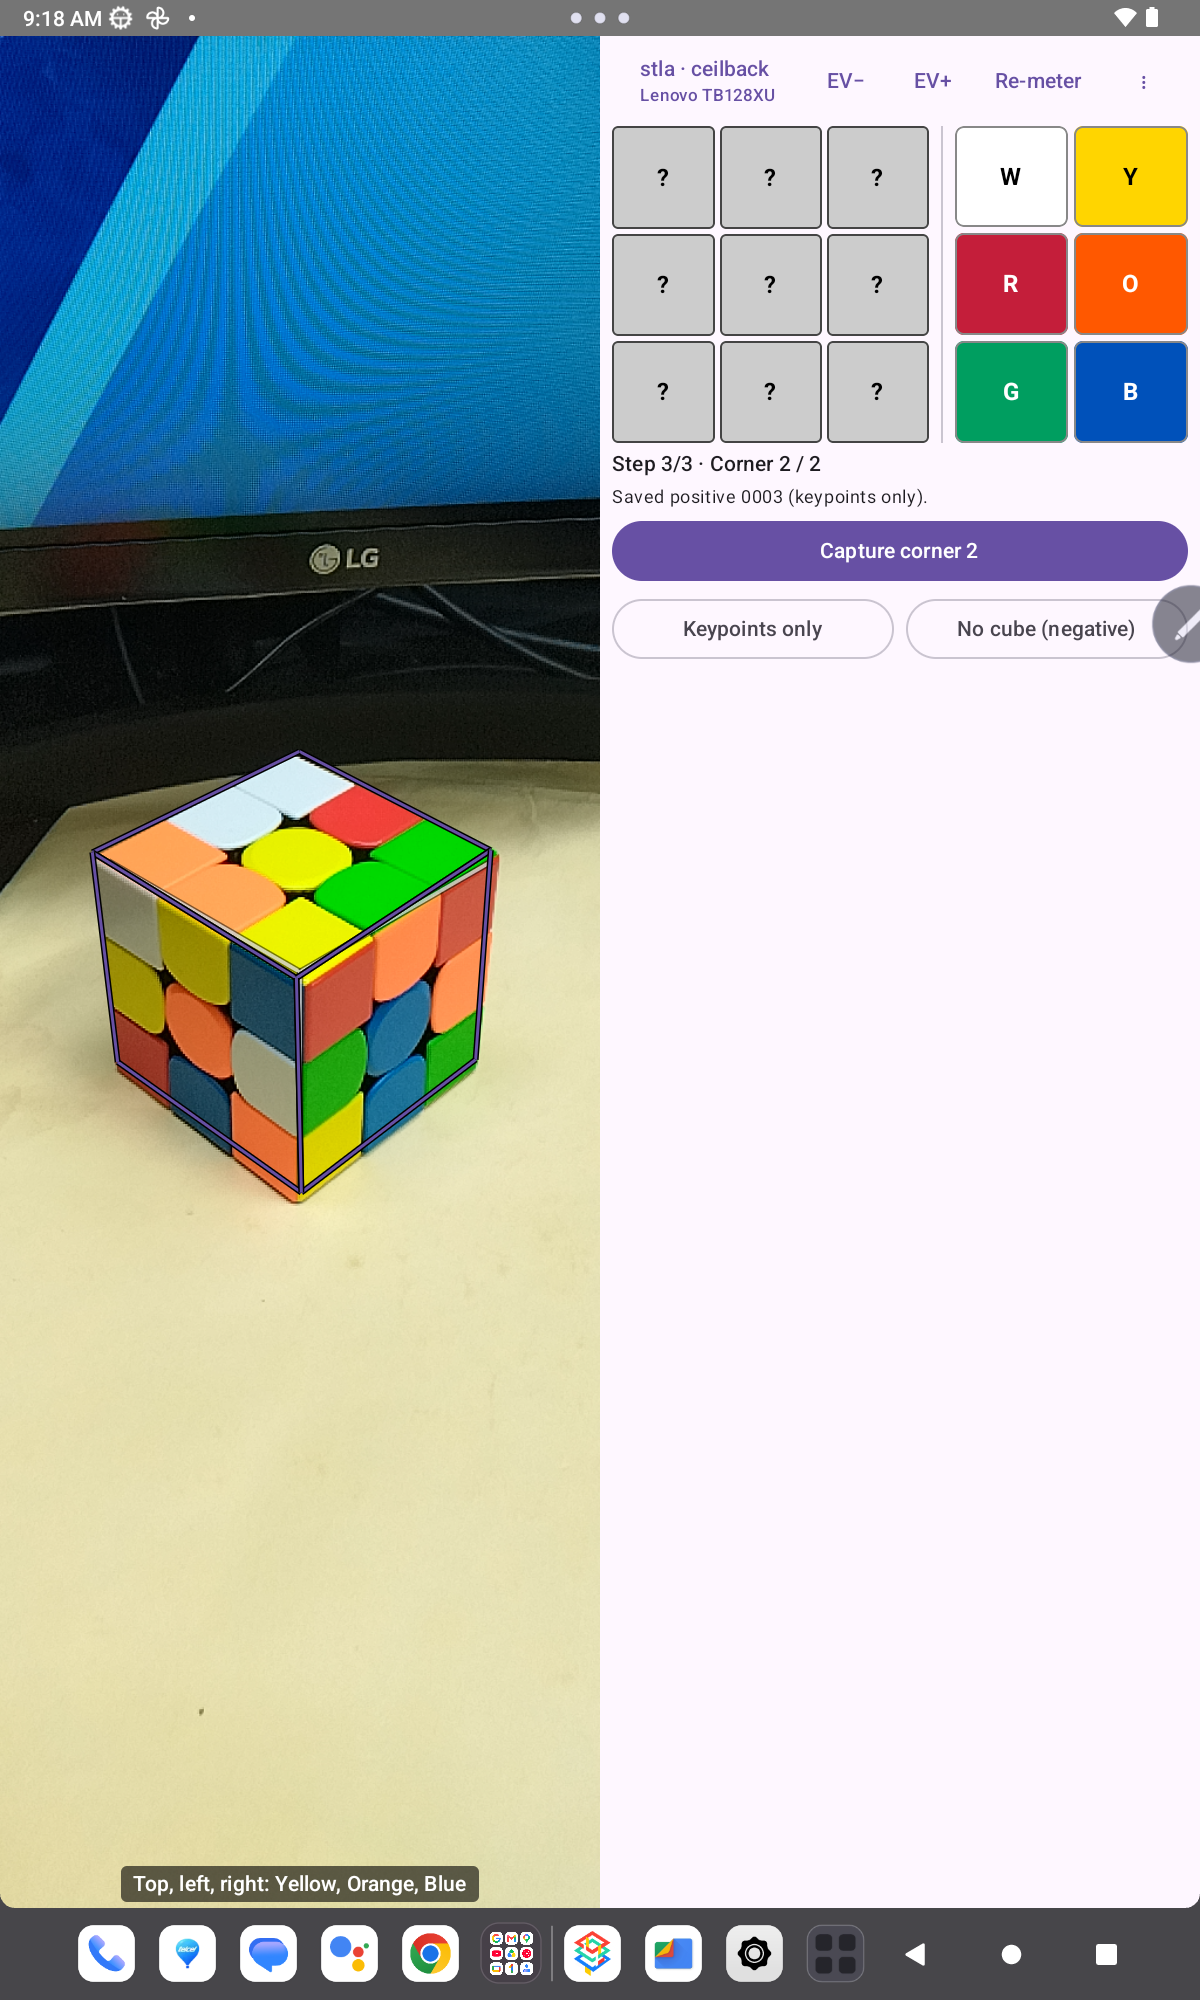 9:18 AM
stla · ceilback
Lenovo TB128XU
EV−
EV+
Re-meter
? ? ?
? ? ?
? ? ?
W Y
R O
G B
Step 3/3 · Corner 2 / 2
Saved positive 0003 (keypoints only).
Capture corner 2
Keypoints only
No cube (negative)
LG
Top, left, right: Yellow, Orange, Blue